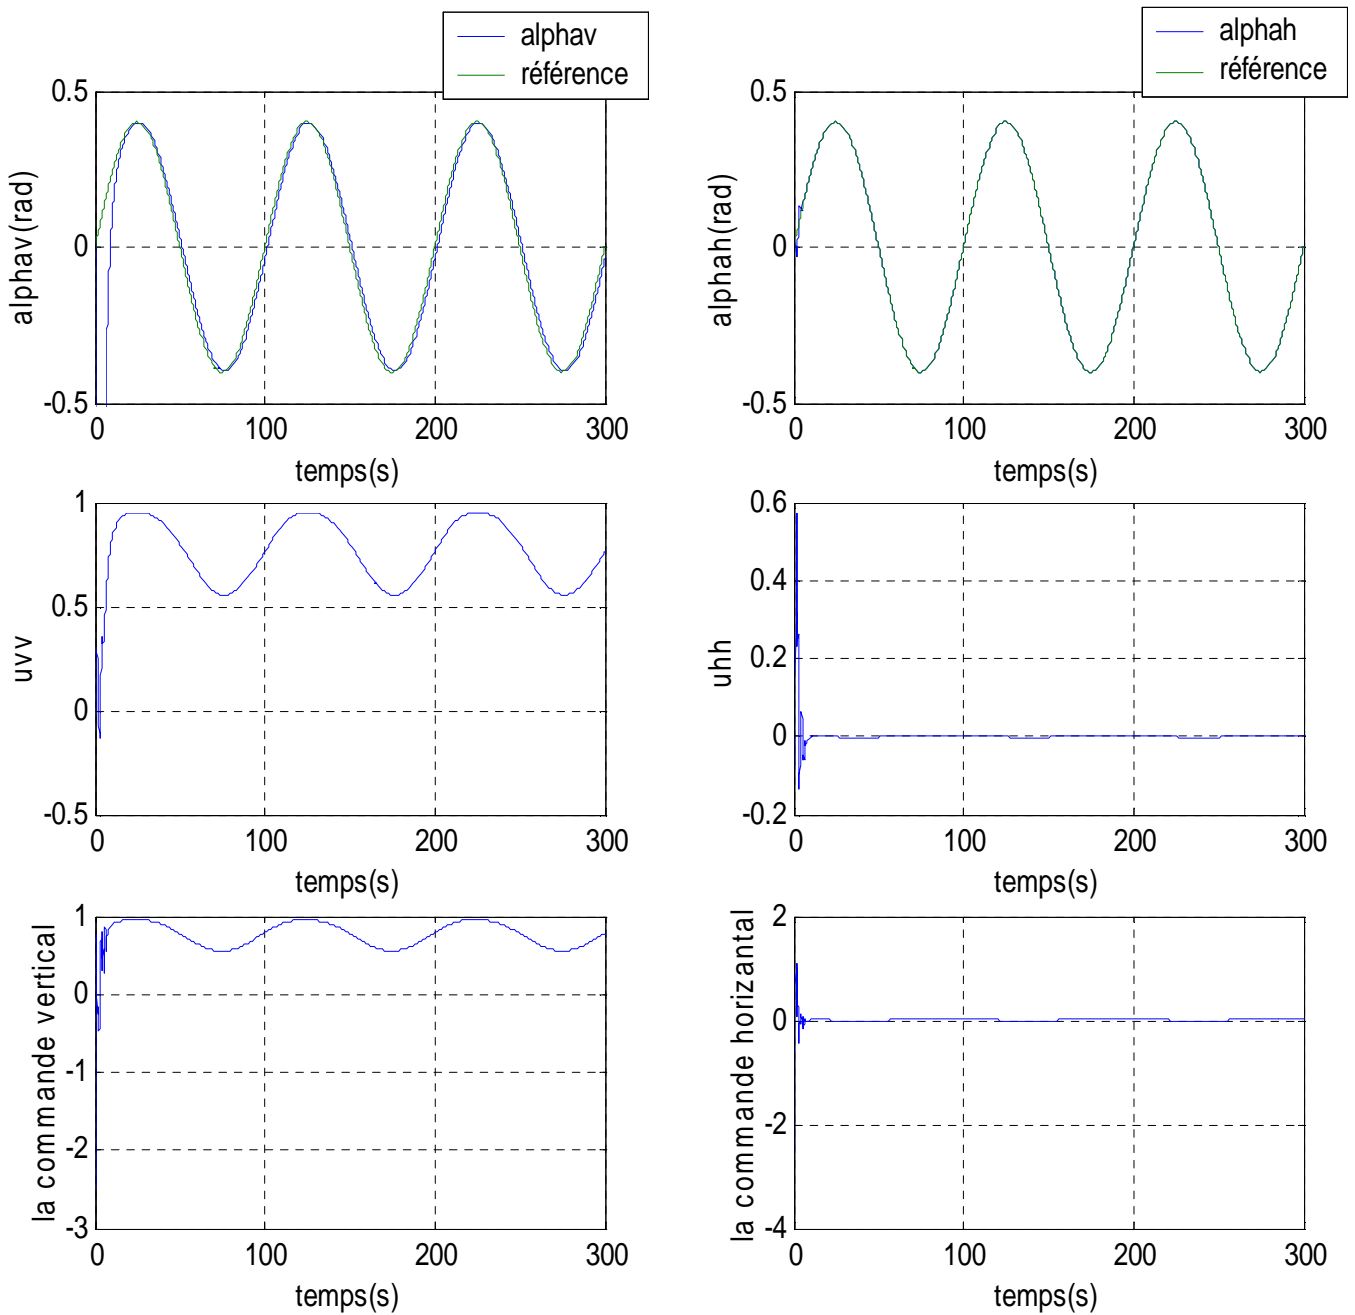 alphav
référence
alphah
référence
0.5
0
-0.5
alphav(rad)
0 100 200 300
temps(s)
0.5
0
-0.5
alphah(rad)
0 100 200 300
temps(s)
1
0.5
0
-0.5
uvv
0 100 200 300
temps(s)
0.6
0.4
0.2
0
-0.2
uhh
0 100 200 300
temps(s)
1
0
-1
-2
-3
la commande vertical
0 100 200 300
temps(s)
2
0
-2
-4
la commande horizantal
0 100 200 300
temps(s)